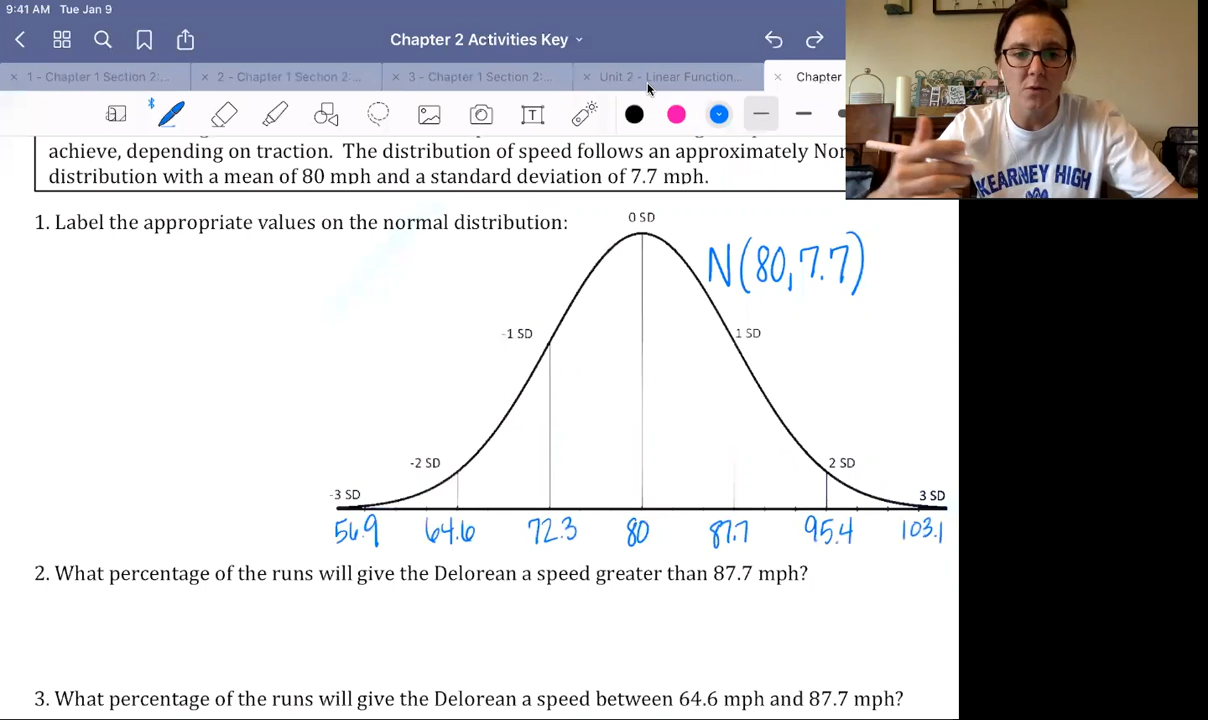 9:41 AM Tue Jan 9
Chapter 2 Activities Key
1 - Chapter 1 Section 2:...
2 - Chapter 1 Section 2:...
3 - Chapter 1 Section 2:...
Unit 2 - Linear Function...
Chapter
T
achieve, depending on traction. The distribution of speed follows an approximately Nor
distribution with a mean of 80 mph and a standard deviation of 7.7 mph.
KEARNEY HIGH
1. Label the appropriate values on the normal distribution:
0 SD
N(80,7.7)
-1 SD
1 SD
-2 SD
2 SD
-3 SD
3 SD
56.9 64.6 72.3 80 87.7 95.4 103.1
2. What percentage of the runs will give the Delorean a speed greater than 87.7 mph?
3. What percentage of the runs will give the Delorean a speed between 64.6 mph and 87.7 mph?